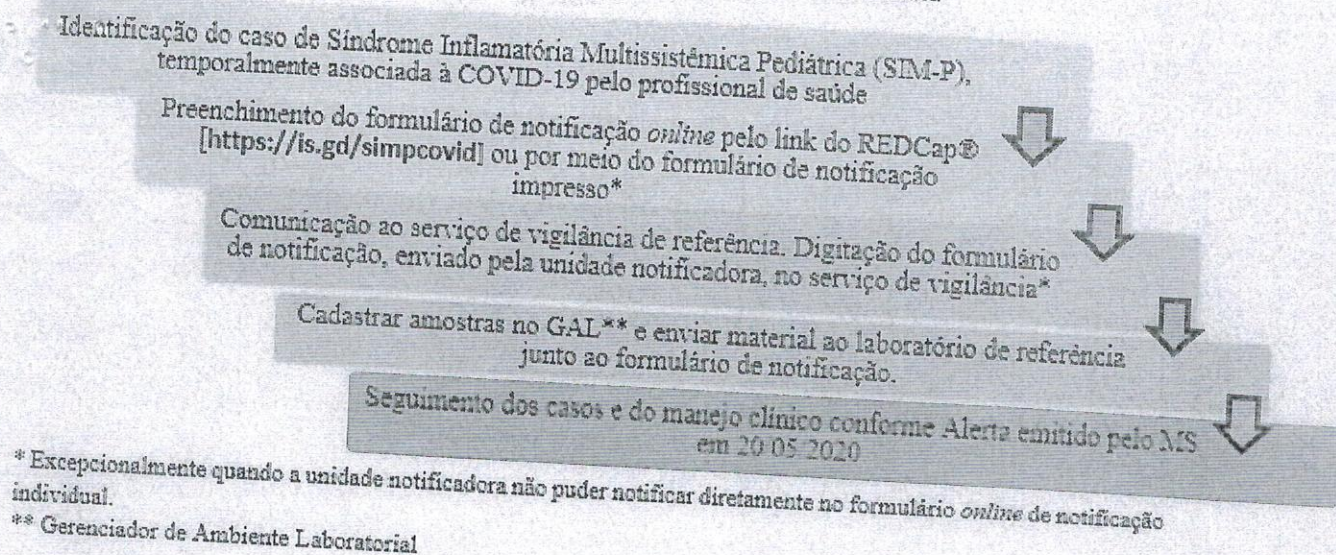 Identificação do caso de Síndrome Inflamatória Multissistêmica Pediátrica (SIM-P),
temporalmente associada à COVID-19 pelo profissional de saúde
Preenchimento do formulário de notificação online pelo link do REDCap®
[https://is.gd/simpcovid] ou por meio do formulário de notificação
impresso*
Comunicação ao serviço de vigilância de referência. Digitação do formulário
de notificação, enviado pela unidade notificadora, no serviço de vigilância*
Cadastrar amostras no GAL** e enviar material ao laboratório de referência
junto ao formulário de notificação.
Seguimento dos casos e do manejo clínico conforme Alerta emitido pelo MS
em 20.05.2020
* Excepcionalmente quando a unidade notificadora não puder notificar diretamente no formulário online de notificação
individual.
** Gerenciador de Ambiente Laboratorial